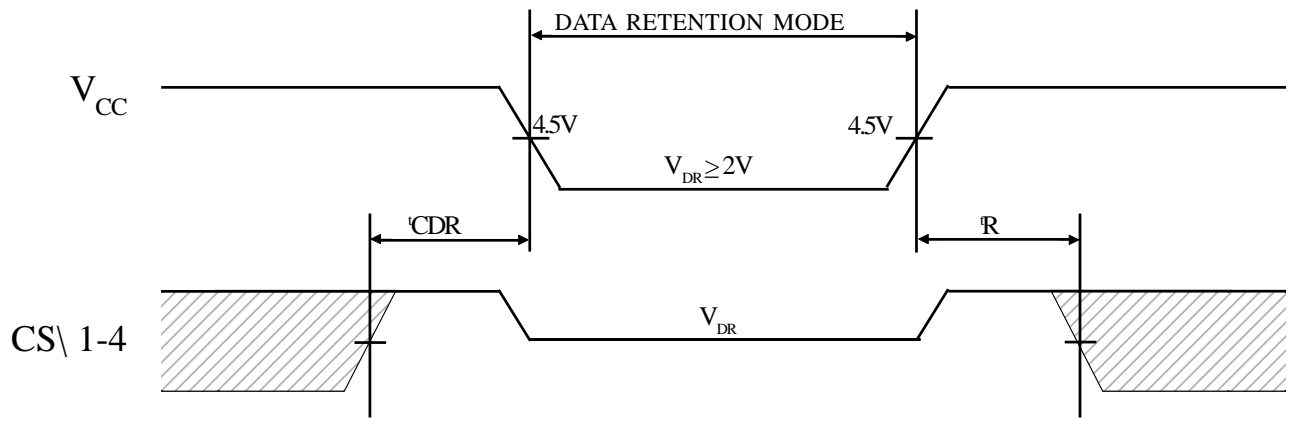 DATA RETENTION MODE
VCC
4.5V
4.5V
VDR≥2V
tCDR
tR
CS\ 1-4
VDR